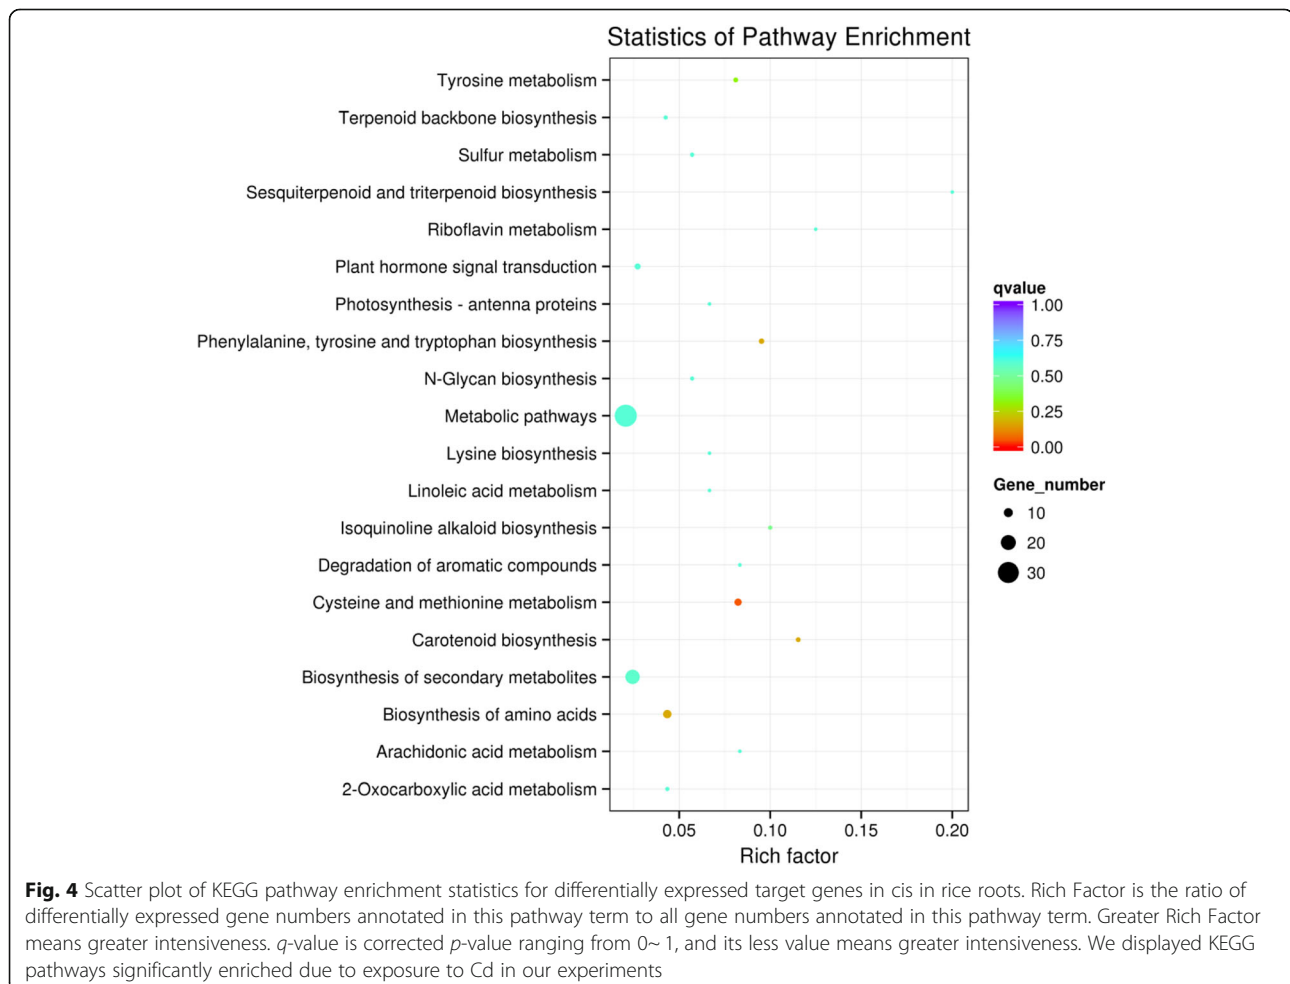 Statistics of Pathway Enrichment
Tyrosine metabolism
Terpenoid backbone biosynthesis
Sulfur metabolism
Sesquiterpenoid and triterpenoid biosynthesis
Riboflavin metabolism
Plant hormone signal transduction
Photosynthesis - antenna proteins
Phenylalanine, tyrosine and tryptophan biosynthesis
N-Glycan biosynthesis
Metabolic pathways
Lysine biosynthesis
Linoleic acid metabolism
Isoquinoline alkaloid biosynthesis
Degradation of aromatic compounds
Cysteine and methionine metabolism
Carotenoid biosynthesis
Biosynthesis of secondary metabolites
Biosynthesis of amino acids
Arachidonic acid metabolism
2-Oxocarboxylic acid metabolism
0.05 0.10 0.15 0.20
Rich factor
qvalue
1.00
0.75
0.50
0.25
0.00
Gene_number
10
20
30
Fig. 4 Scatter plot of KEGG pathway enrichment statistics for differentially expressed target genes in cis in rice roots. Rich Factor is the ratio of
differentially expressed gene numbers annotated in this pathway term to all gene numbers annotated in this pathway term. Greater Rich Factor
means greater intensiveness. q-value is corrected p-value ranging from 0~ 1, and its less value means greater intensiveness. We displayed KEGG
pathways significantly enriched due to exposure to Cd in our experiments